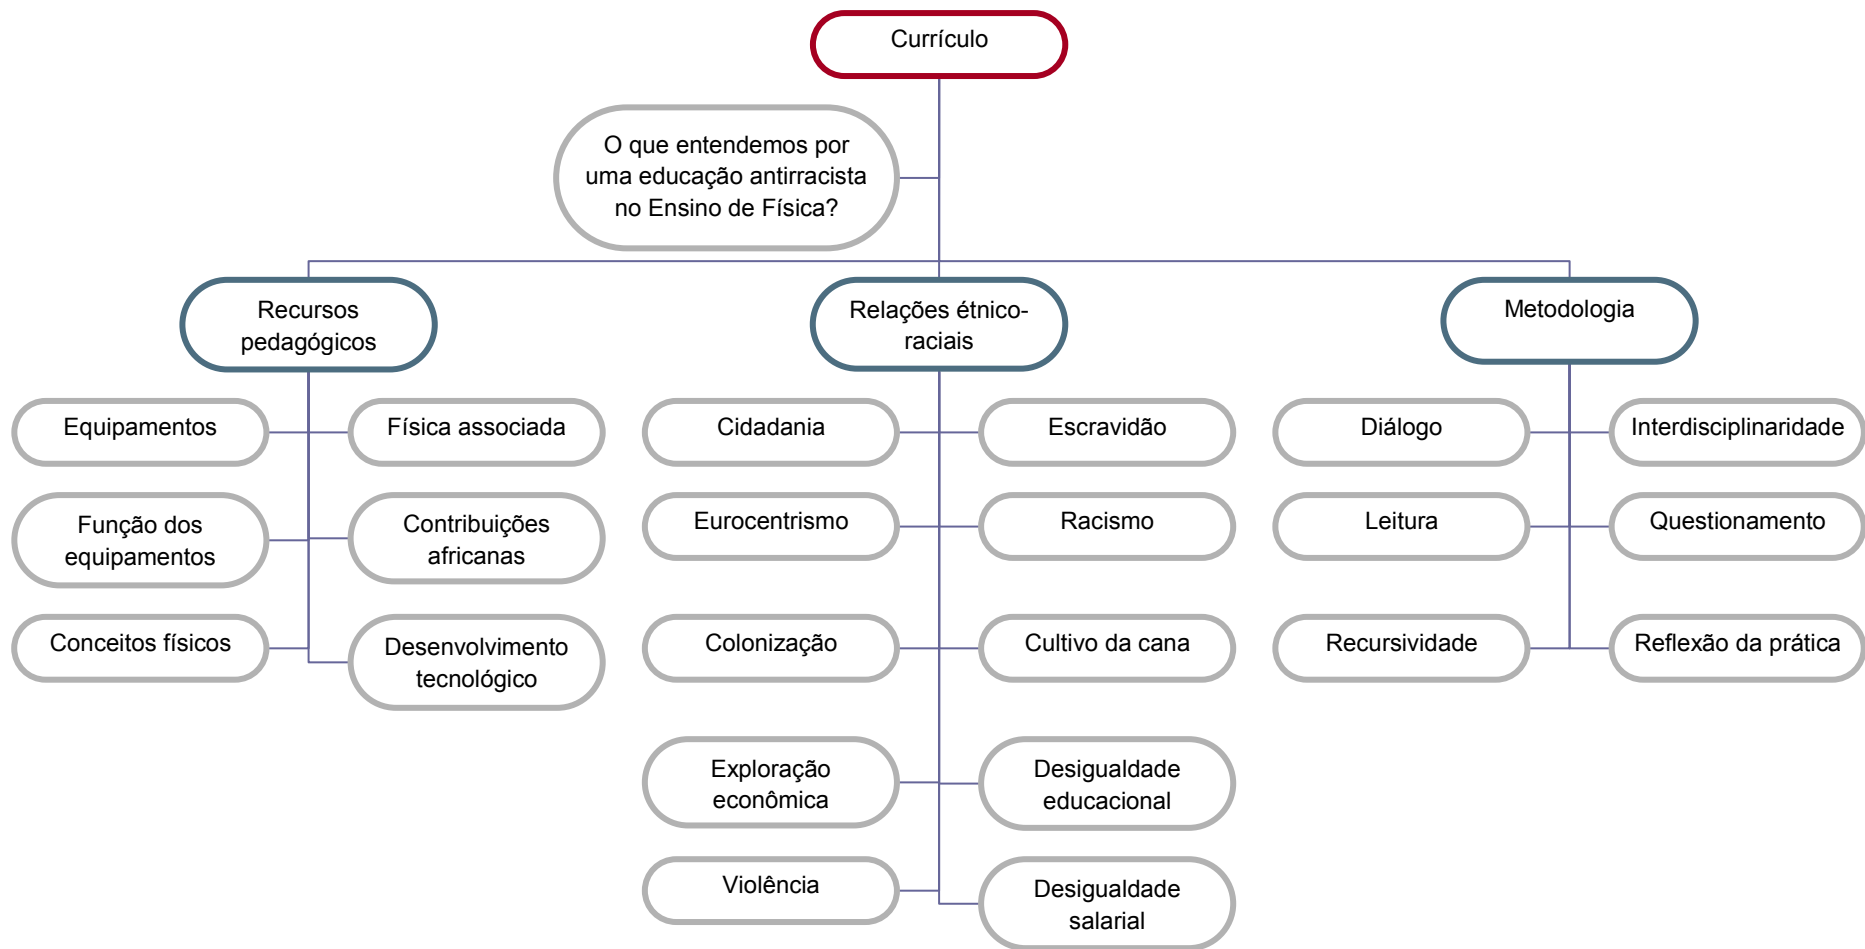 Currículo
O que entendemos por
uma educação antirracista
no Ensino de Física?
Recursos
pedagógicos
Relações étnico-
raciais
Metodologia
Equipamentos
Física associada
Função dos
equipamentos
Contribuições
africanas
Conceitos físicos
Desenvolvimento
tecnológico
Cidadania
Escravidão
Eurocentrismo
Racismo
Colonização
Cultivo da cana
Exploração
econômica
Desigualdade
educacional
Violência
Desigualdade
salarial
Diálogo
Interdisciplinaridade
Leitura
Questionamento
Recursividade
Reflexão da prática